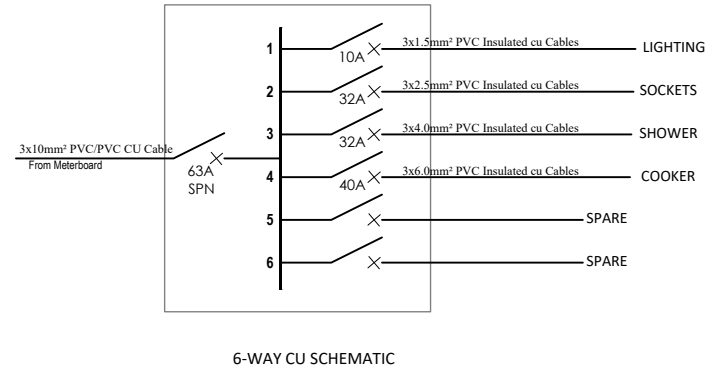 1 10A 3x1.5mm² PVC Insulated cu Cables LIGHTING
2 32A 3x2.5mm² PVC Insulated cu Cables SOCKETS
3 32A 3x4.0mm² PVC Insulated cu Cables SHOWER
3x10mm² PVC/PVC CU Cable
From Meterboard
63A
SPN
4 40A 3x6.0mm² PVC Insulated cu Cables COOKER
5 SPARE
6 SPARE
6-WAY CU SCHEMATIC